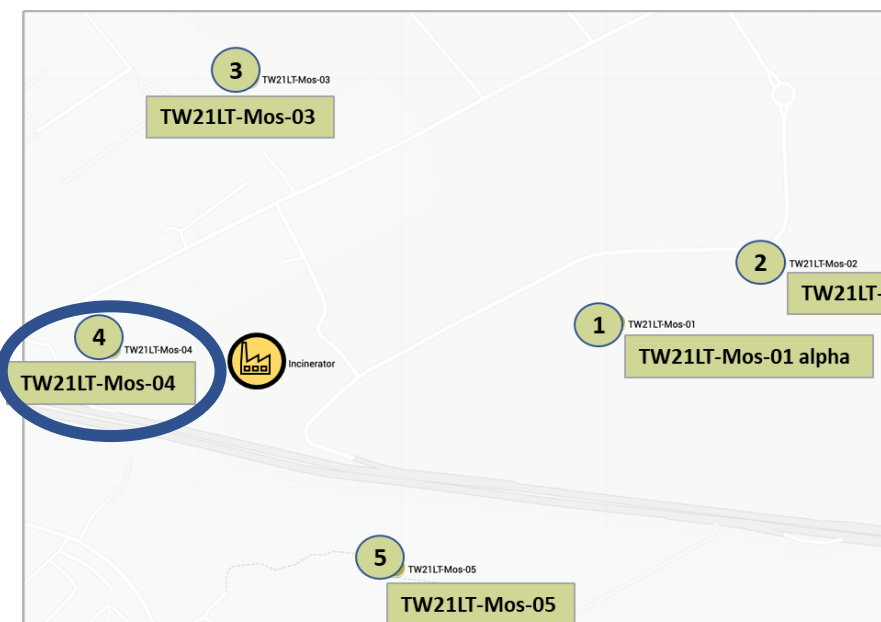 3
TW21LT-Mos-03
TW21LT-Mos-03
2
TW21LT-Mos-02
TW21LT-
1
TW21LT-Mos-01
TW21LT-Mos-01 alpha
4
TW21LT-Mos-04
TW21LT-Mos-04
Incinerator
5
TW21LT-Mos-05
TW21LT-Mos-05